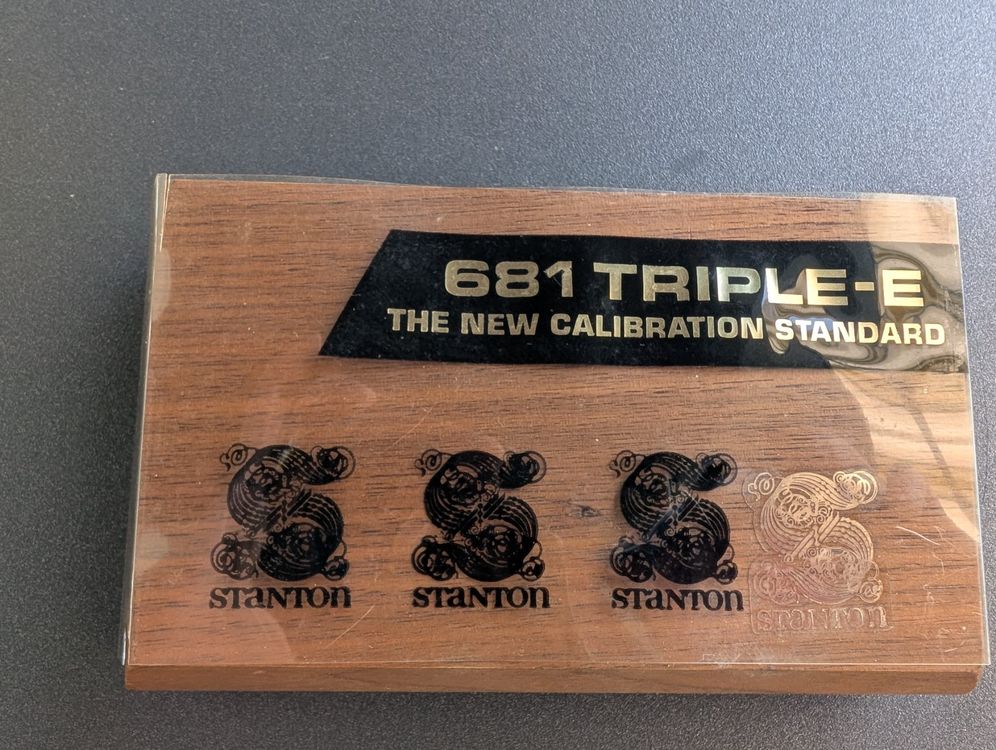 681 TRIPLE-E
THE NEW CALIBRATION STANDARD
STANTON STANTON STANTON STANTON